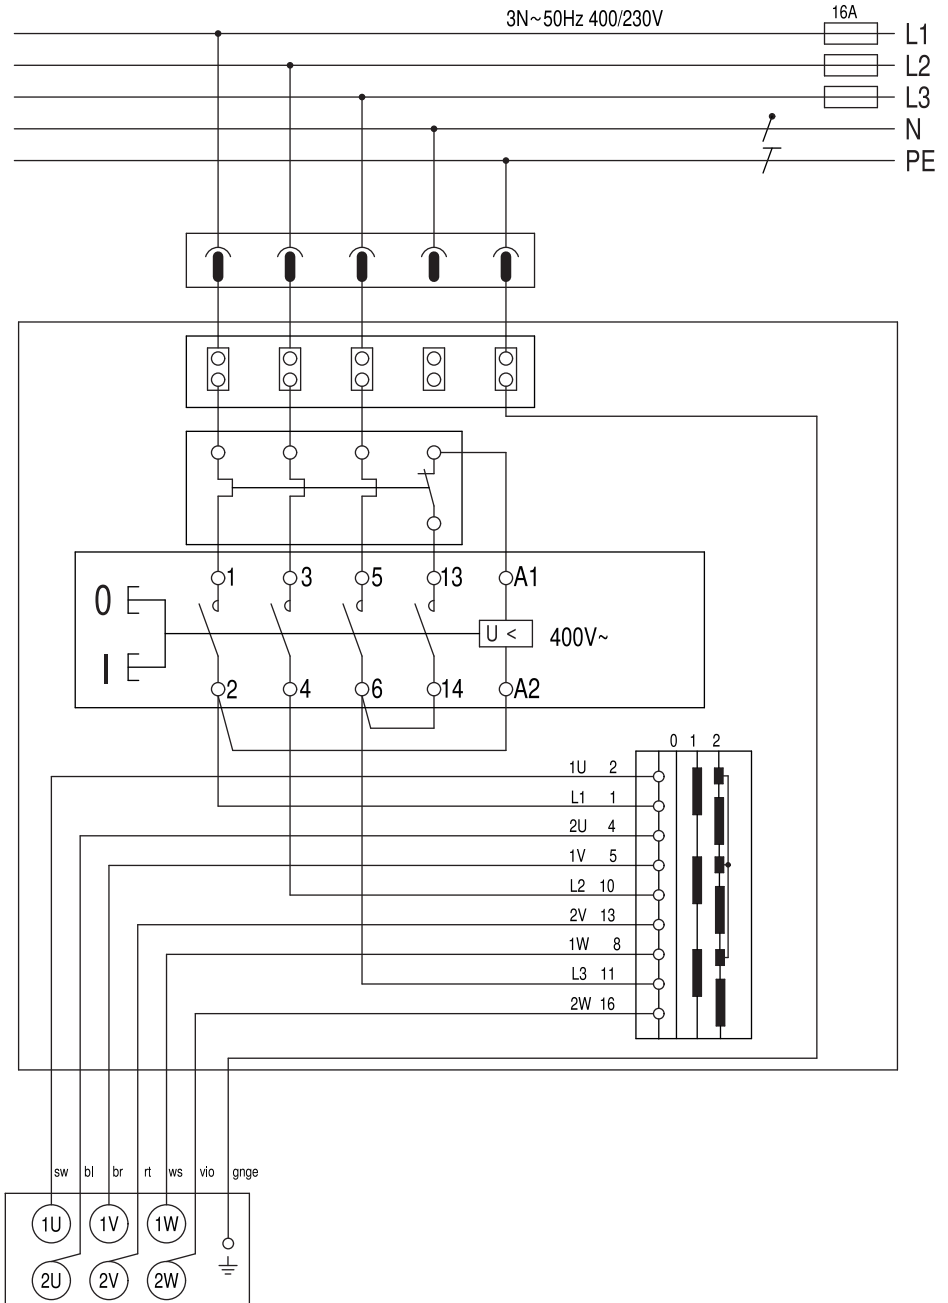 3N~50Hz 400/230V
16A
L1
L2
L3
N
PE
1 3 5 13 A1
0
U < 400V~
I
2 4 6 14 A2
0 1 2
1U 2
L1 1
2U 4
1V 5
L2 10
2V 13
1W 8
L3 11
2W 16
sw bl br rt ws vio gnge
1U 1V 1W
2U 2V 2W